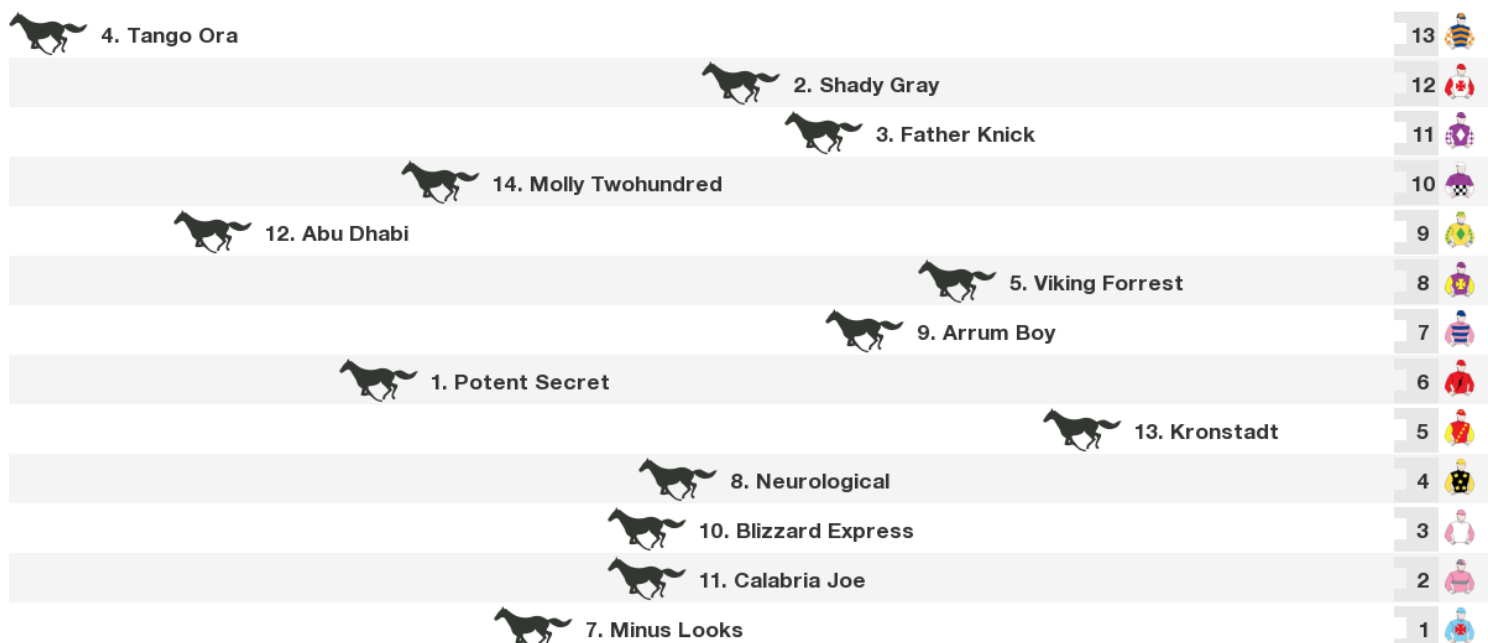 4. Tango Ora 13
2. Shady Gray 12
3. Father Knick 11
14. Molly Twohundred 10
12. Abu Dhabi 9
5. Viking Forrest 8
9. Arrum Boy 7
1. Potent Secret 6
13. Kronstadt 5
8. Neurological 4
10. Blizzard Express 3
11. Calabria Joe 2
7. Minus Looks 1